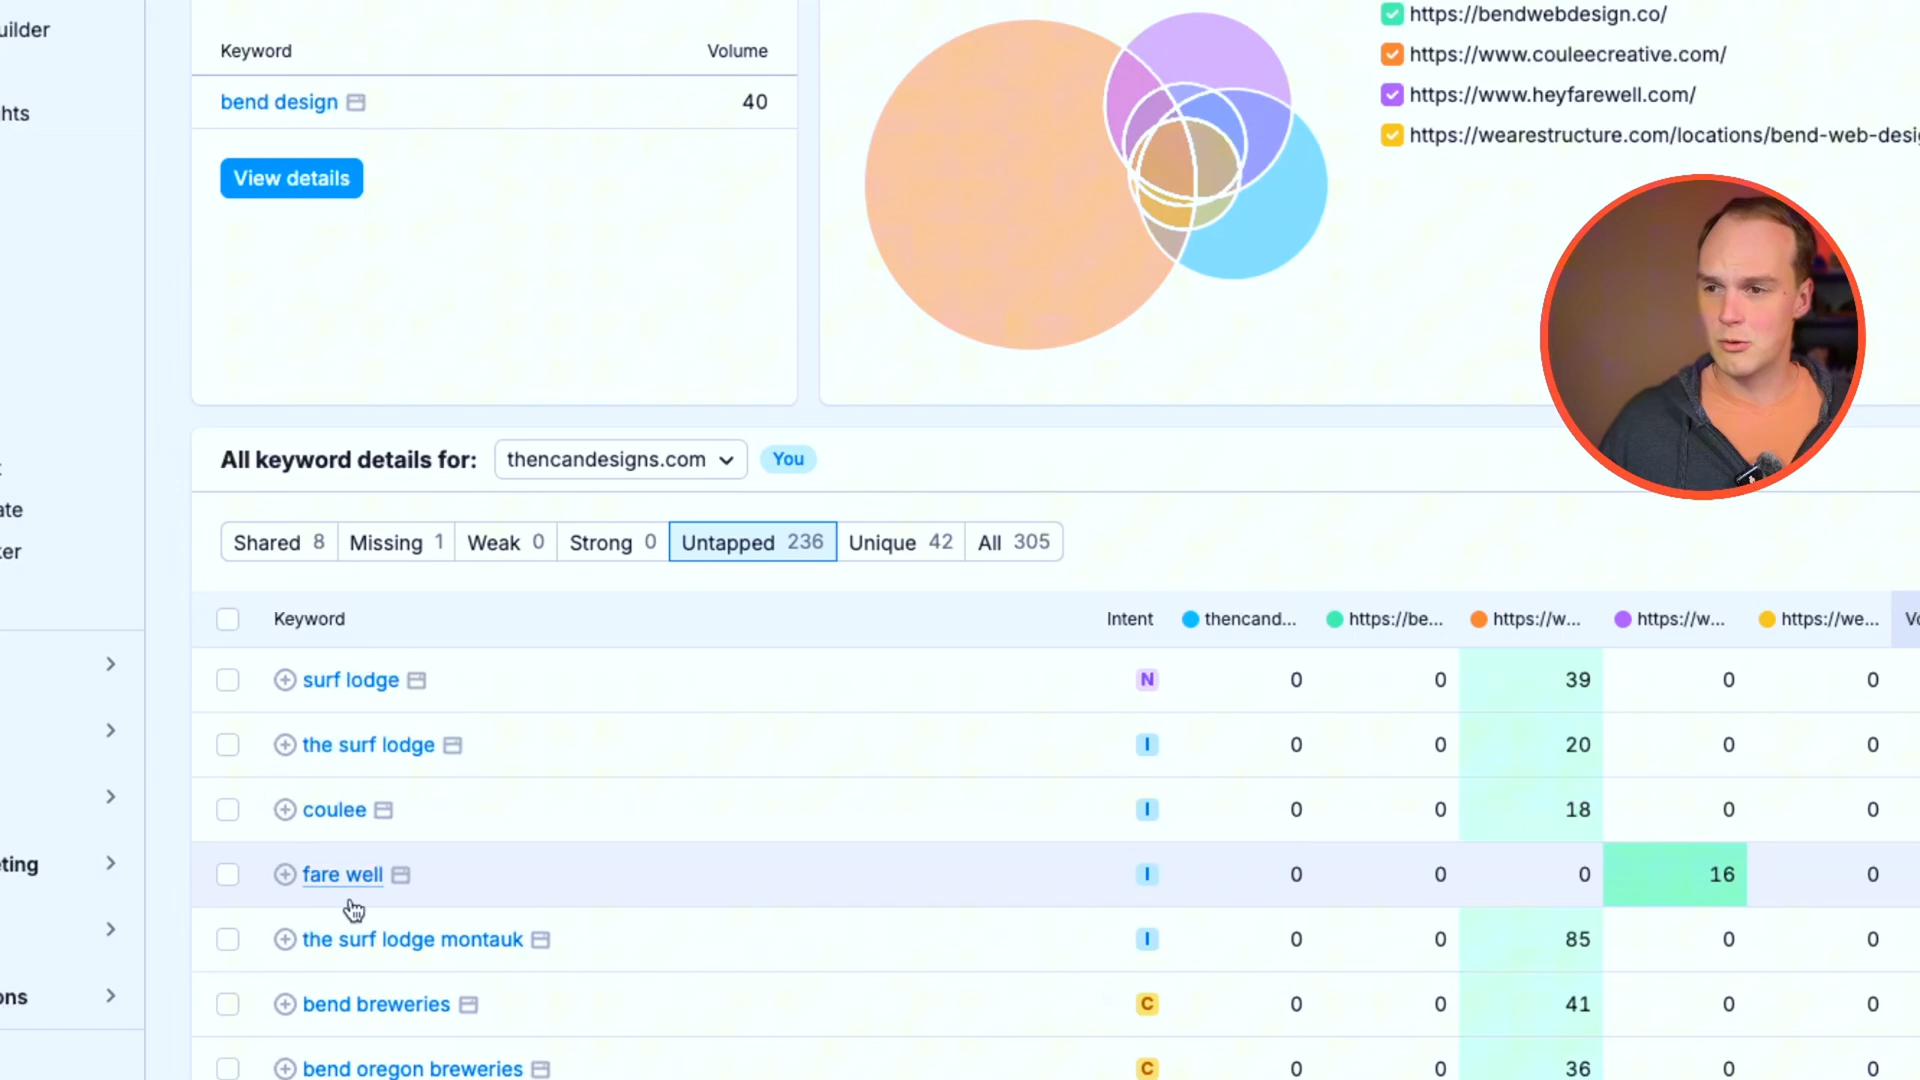 uilder
hts
ate
er
eting
ons
Keyword Volume
bend design 40
View details
https://bendwebdesign.co/
https://www.couleecreative.com/
https://www.heyfarewell.com/
https://wearestructure.com/locations/bend-web-desi
All keyword details for: thencandesigns.com You
Shared 8 Missing 1 Weak 0 Strong 0 Untapped 236 Unique 42 All 305
Keyword Intent thencand... https://be... https://w... https://w... https://we... Vo
surf lodge N 0 0 39 0 0
the surf lodge I 0 0 20 0 0
coulee I 0 0 18 0 0
fare well I 0 0 0 16 0
the surf lodge montauk I 0 0 85 0 0
bend breweries C 0 0 41 0 0
bend oregon breweries C 0 0 36 0 0